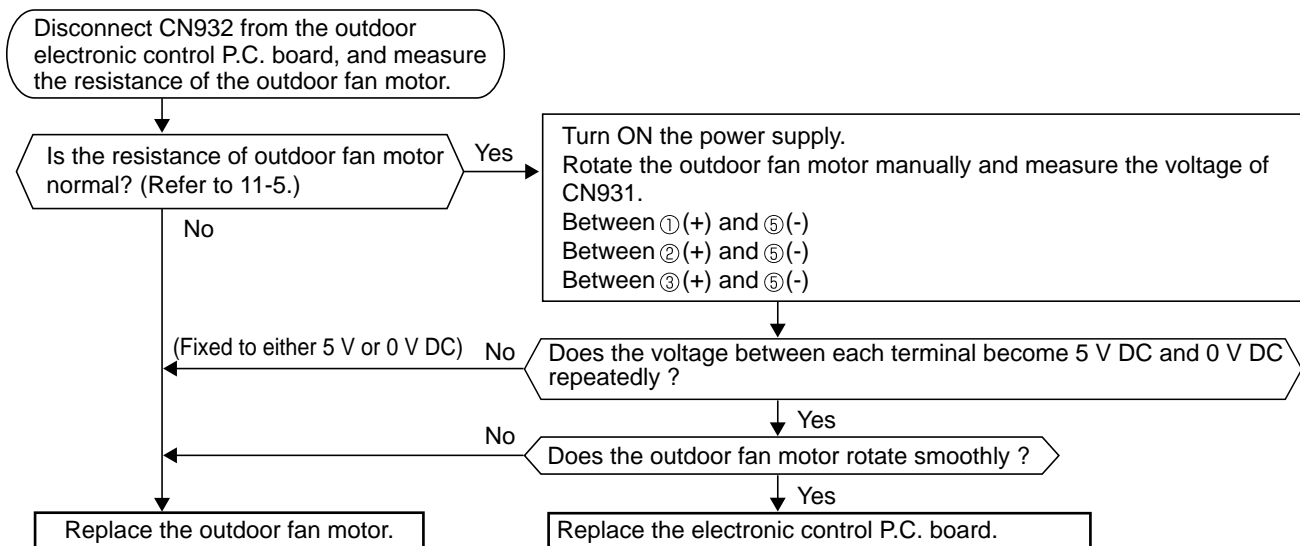 Disconnect CN932 from the outdoor
electronic control P.C. board, and measure
the resistance of the outdoor fan motor.
Is the resistance of outdoor fan motor
normal? (Refer to 11-5.)
Yes
No
Turn ON the power supply.
Rotate the outdoor fan motor manually and measure the voltage of
CN931.
Between ①(+) and ⑤(-)
Between ②(+) and ⑤(-)
Between ③(+) and ⑤(-)
(Fixed to either 5 V or 0 V DC)
No
Does the voltage between each terminal become 5 V DC and 0 V DC
repeatedly ?
Yes
No
Does the outdoor fan motor rotate smoothly ?
Yes
Replace the outdoor fan motor.
Replace the electronic control P.C. board.